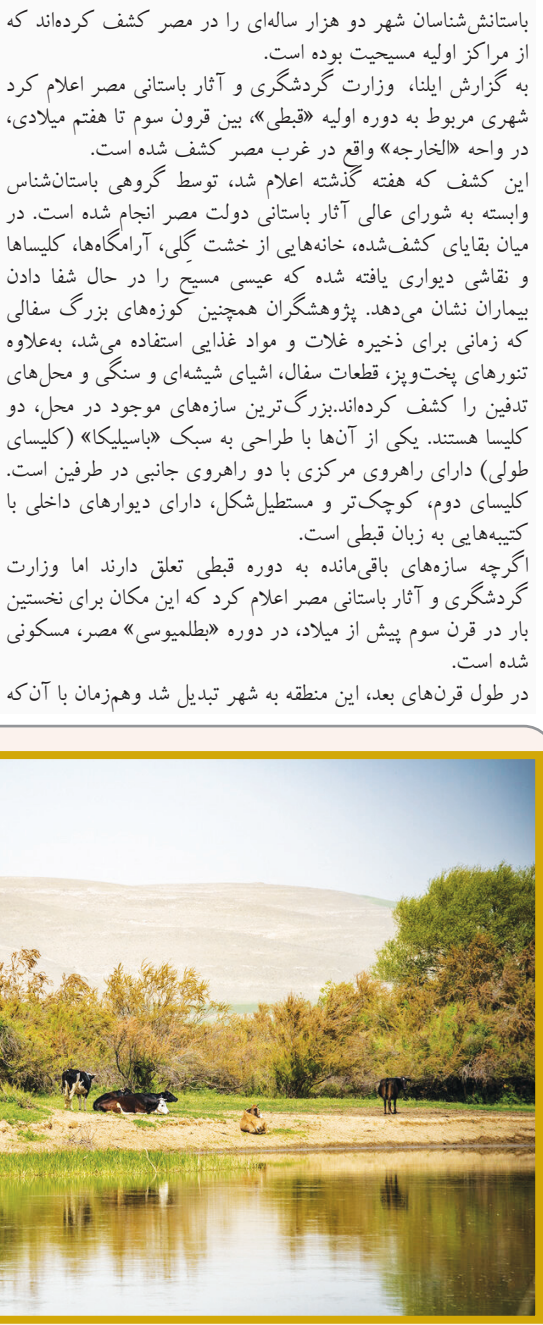 باستانش‌شناسان شهر دو هزار ساله‌ای را در مصر کشف کرده‌اند که
از مراکز اولیه مسیحیت بوده است.
به گزارش ایلنا، وزارت گردشگری و آثار باستانی مصر اعلام کرد
شهری مربوط به دوره اولیه «قبطی»، بین قرون سوم تا هفتم میلادی،
در واحه «الخارجه» واقع در غرب مصر کشف شده است.
این کشف که هفته گذشته اعلام شد، توسط گروهی باستان‌شناس
وابسته به شورای عالی آثار باستانی دولت مصر انجام شده است. در
میان بقایای کشف‌شده، خانه‌هایی از خشت گِلی، آرامگاه‌ها، کلیساها
و نقاشی دیواری یافته شده که عیسی مسیح را در حال شفا دادن
بیماران نشان می‌دهد. پژوهشگران همچنین کوزه‌های بزرگ سفالی
که زمانی برای ذخیره غلات و مواد غذایی استفاده می‌شد، به‌علاوه
تنورهای پخت‌وپز، قطعات سفال، اشیای شیشه‌ای و سنگی و محل‌های
تدفین را کشف کرده‌اند.بزرگ‌ترین سازه‌های موجود در محل، دو
کلیسا هستند. یکی از آن‌ها با طراحی به سبک «باسیلیکا» (کلیسای
طولی) دارای راهروی مرکزی با دو راهروی جانبی در طرفین است.
کلیسای دوم، کوچک‌تر و مستطیل‌شکل، دارای دیوارهای داخلی با
کتیبه‌هایی به زبان قبطی است.
اگرچه سازه‌های باقی‌مانده به دوره قبطی تعلق دارند اما وزارت
گردشگری و آثار باستانی مصر اعلام کرد که این مکان برای نخستین
بار در قرن سوم پیش از میلاد، در دوره «بطلمیوسی» مصر، مسکونی
شده است.
در طول قرن‌های بعد، این منطقه به شهر تبدیل شد وهم‌زمان با آن‌که